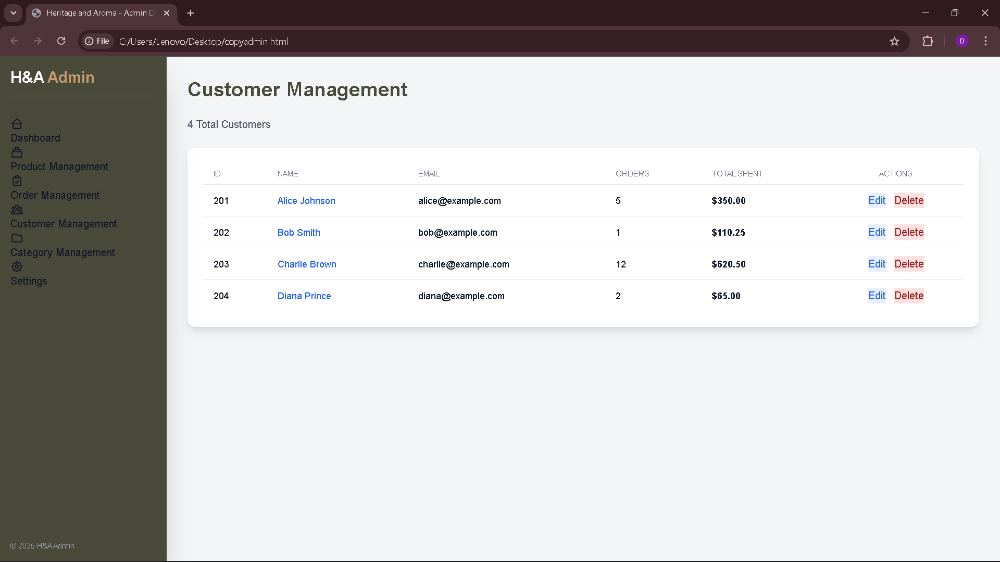 Heritage and Aroma - Admin D
File
C:/Users/Lenovo/Desktop/copyadmin.html
D
H&A Admin
Dashboard
Product Management
Order Management
Customer Management
Category Management
Settings
© 2025 H&A Admin
Customer Management
4 Total Customers
ID NAME EMAIL ORDERS TOTAL SPENT ACTIONS
201 Alice Johnson alice@example.com 5 $350.00 Edit Delete
202 Bob Smith bob@example.com 1 $110.25 Edit Delete
203 Charlie Brown charlie@example.com 12 $620.50 Edit Delete
204 Diana Prince diana@example.com 2 $65.00 Edit Delete